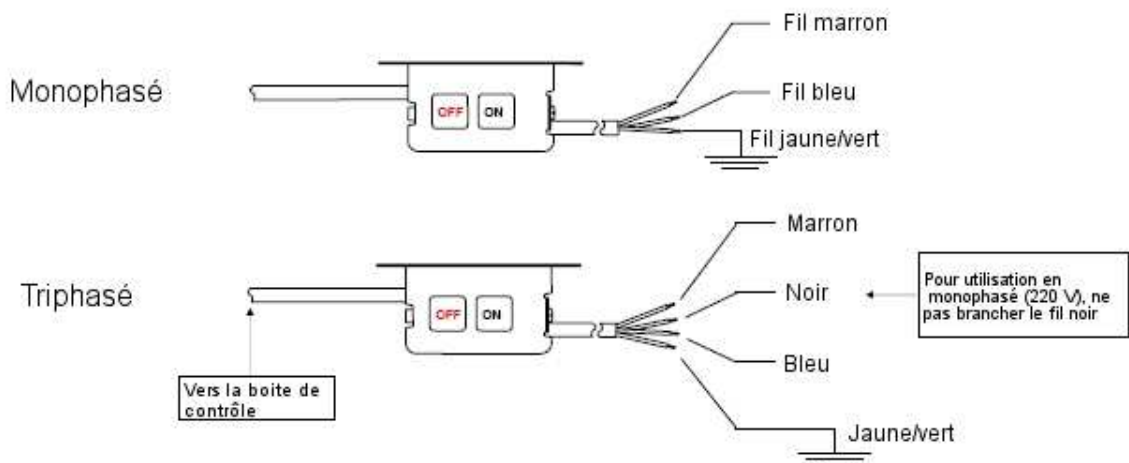 Monophasé
OFF ON
Fil marron
Fil bleu
Fil jaune/vert
Triphasé
OFF ON
Marron
Noir
Bleu
Jaune/vert
Pour utilisation en
monophasé (220 V), ne
pas brancher le fil noir
Vers la boite de
contrôle